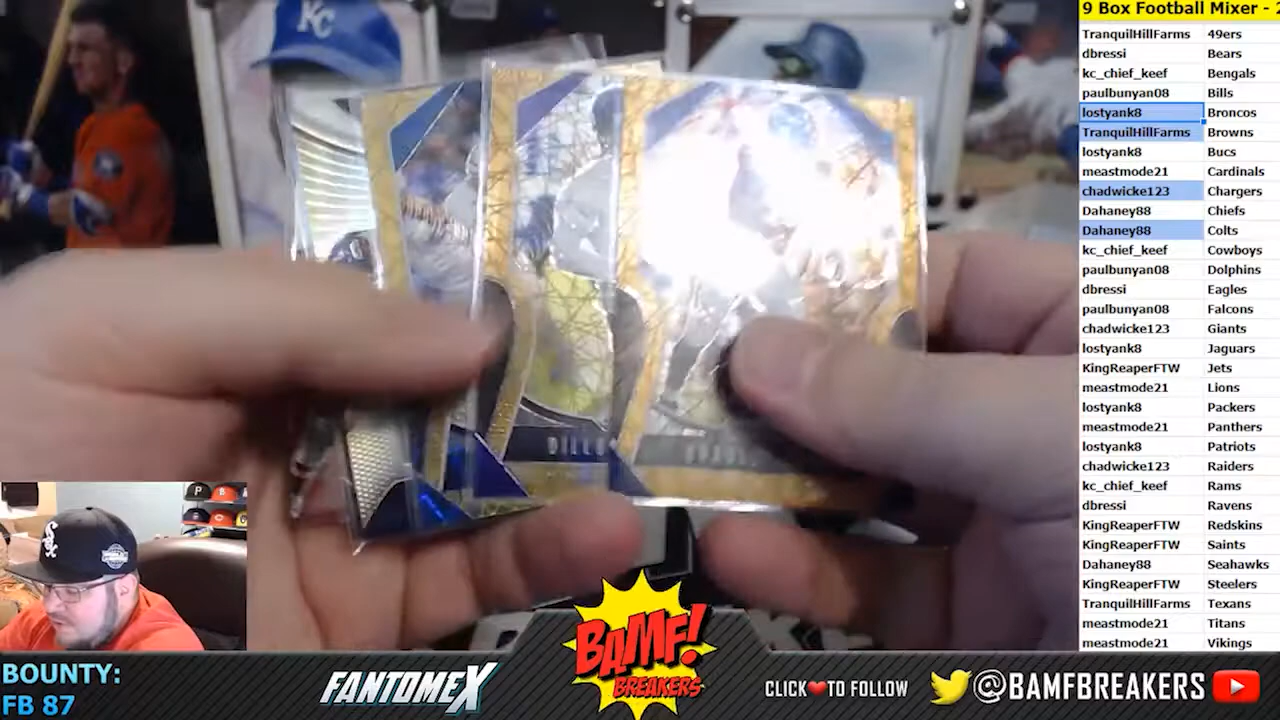 9 Box Football Mixer -
TranquilHillFarms 49ers
dbressi Bears
kc_chief_keef Bengals
paulbunyan08 Bills
lostyank8 Broncos
TranquilHillFarms Browns
lostyank8 Bucs
meastmode21 Cardinals
chadwicke123 Chargers
Dahaney88 Chiefs
Dahaney88 Colts
kc_chief_keef Cowboys
paulbunyan08 Dolphins
dbressi Eagles
paulbunyan08 Falcons
chadwicke123 Giants
lostyank8 Jaguars
KingReaperFTW Jets
meastmode21 Lions
lostyank8 Packers
meastmode21 Panthers
lostyank8 Patriots
chadwicke123 Raiders
kc_chief_keef Rams
dbressi Ravens
KingReaperFTW Redskins
KingReaperFTW Saints
Dahaney88 Seahawks
KingReaperFTW Steelers
TranquilHillFarms Texans
meastmode21 Titans
meastmode21 Vikings
KC
Sox
BOUNTY:
FB 87
FANTOMEX
BAMF!
BREAKERS
CLICK TO FOLLOW
@BAMFBREAKERS